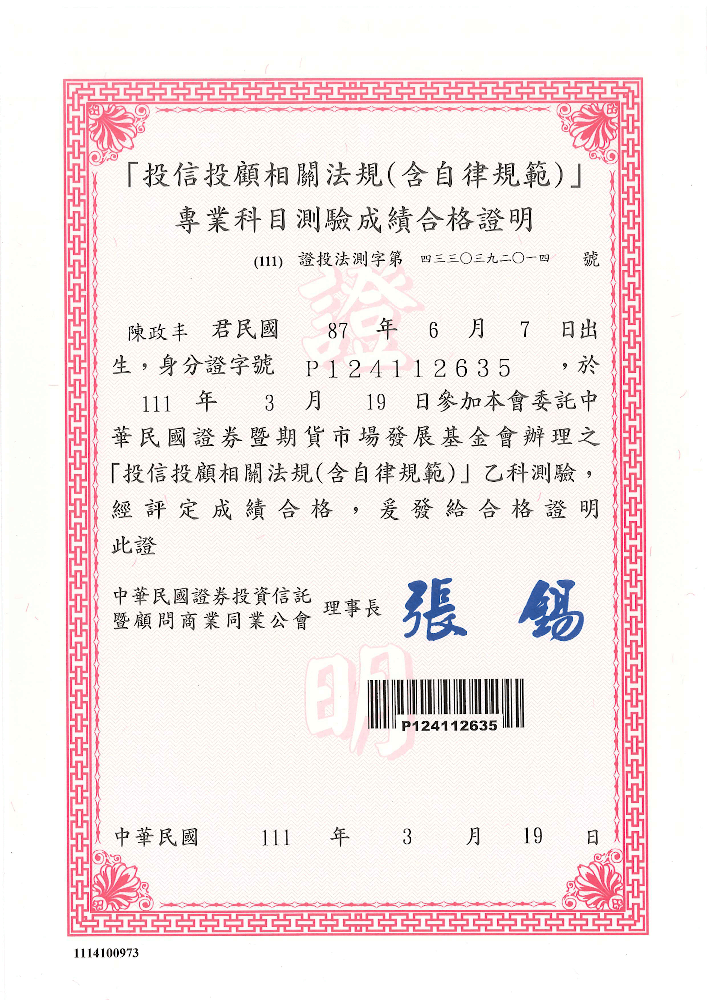 「投信投顧相關法規(含自律規範)」
專業科目測驗成績合格證明
(111) 證投法測字第 四三三〇三九二〇一四 號
陳政丰 君民國 87 年 6 月 7 日出
生，身分證字號 P124112635 ，於
111 年 3 月 19 日參加本會委託中
華民國證券暨期貨市場發展基金會辦理之
「投信投顧相關法規(含自律規範)」乙科測驗，
經評定成績合格，爰發給合格證明
此證
證
中華民國證券投資信託
暨顧問商業同業公會 理事長 張錫
明
P124112635
中華民國 111 年 3 月 19 日
1114100973